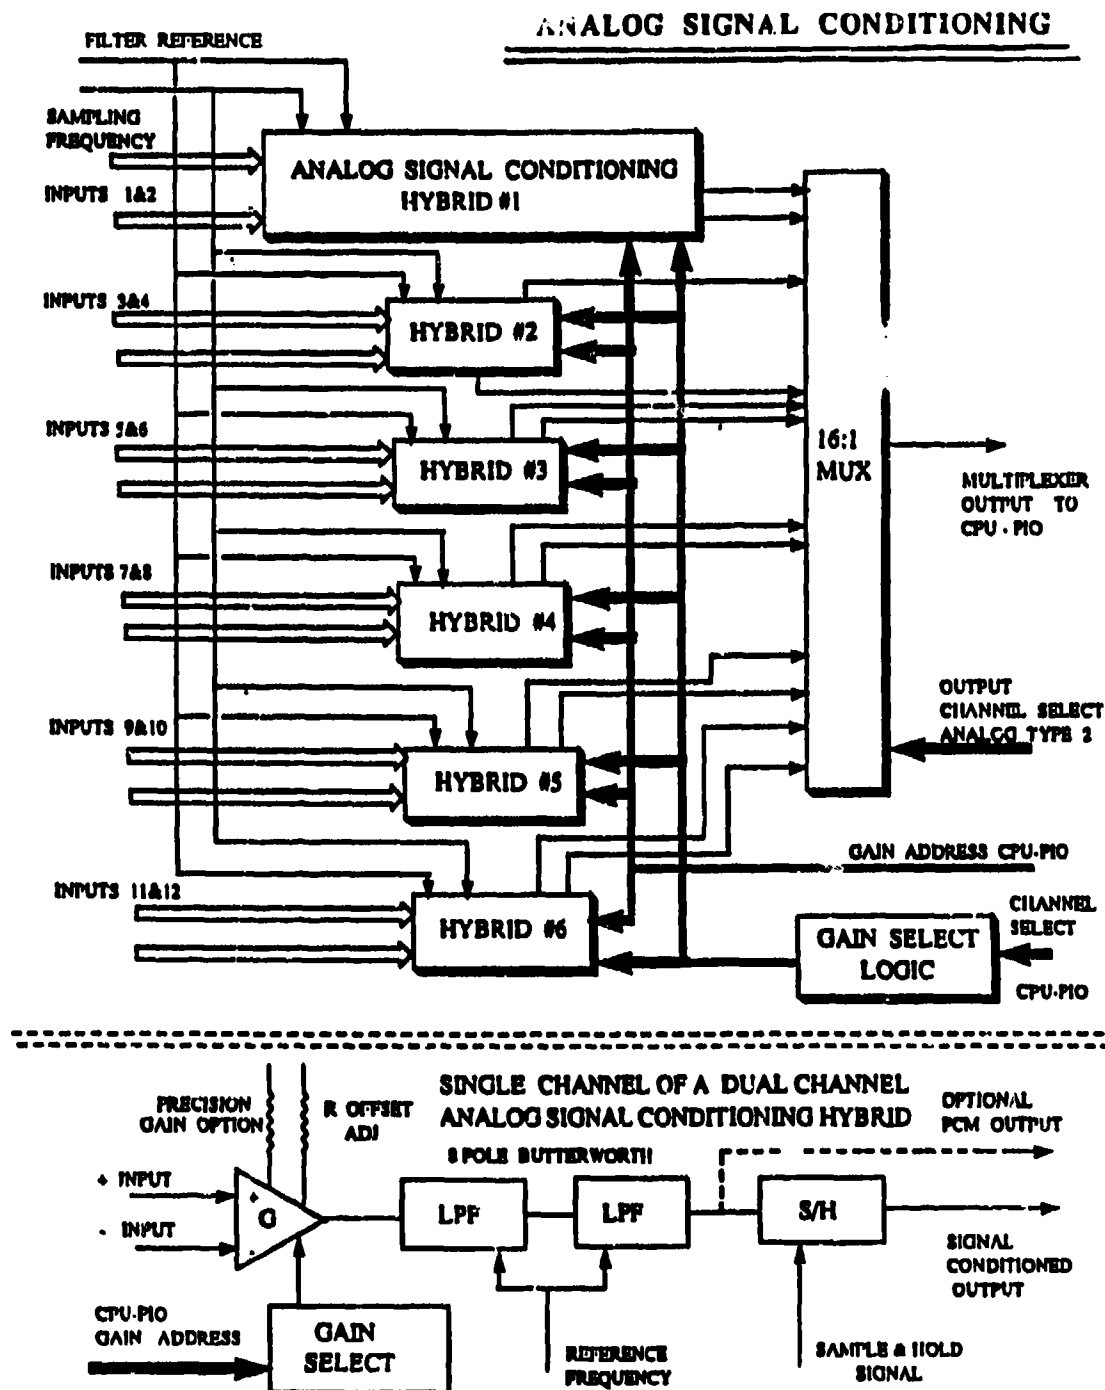 ANALOG SIGNAL CONDITIONING
FILTER REFERENCE
SAMPLING
FREQUENCY
INPUTS 1&2
ANALOG SIGNAL CONDITIONING
HYBRID #1
INPUTS 3&4
HYBRID #2
INPUTS 5&6
HYBRID #3
16:1
MUX
MULTIPLEXER
OUTPUT TO
CPU-PIO
INPUTS 7&8
HYBRID #4
OUTPUT
CHANNEL SELECT
ANALOG TYPE 2
INPUTS 9&10
HYBRID #5
GAIN ADDRESS CPU-PIO
INPUTS 11&12
HYBRID #6
GAIN SELECT
LOGIC
CHANNEL
SELECT
CPU-PIO
SINGLE CHANNEL OF A DUAL CHANNEL
ANALOG SIGNAL CONDITIONING HYBRID
PRECISION
GAIN OPTION
R OFFSET
ADJ
OPTIONAL
PCM OUTPUT
8 POLE BUTTERWORTH
+ INPUT
- INPUT
+
G
-
LPF
LPF
S/H
SIGNAL
CONDITIONED
OUTPUT
CPU-PIO
GAIN ADDRESS
GAIN
SELECT
REFERENCE
FREQUENCY
SAMPLE & HOLD
SIGNAL